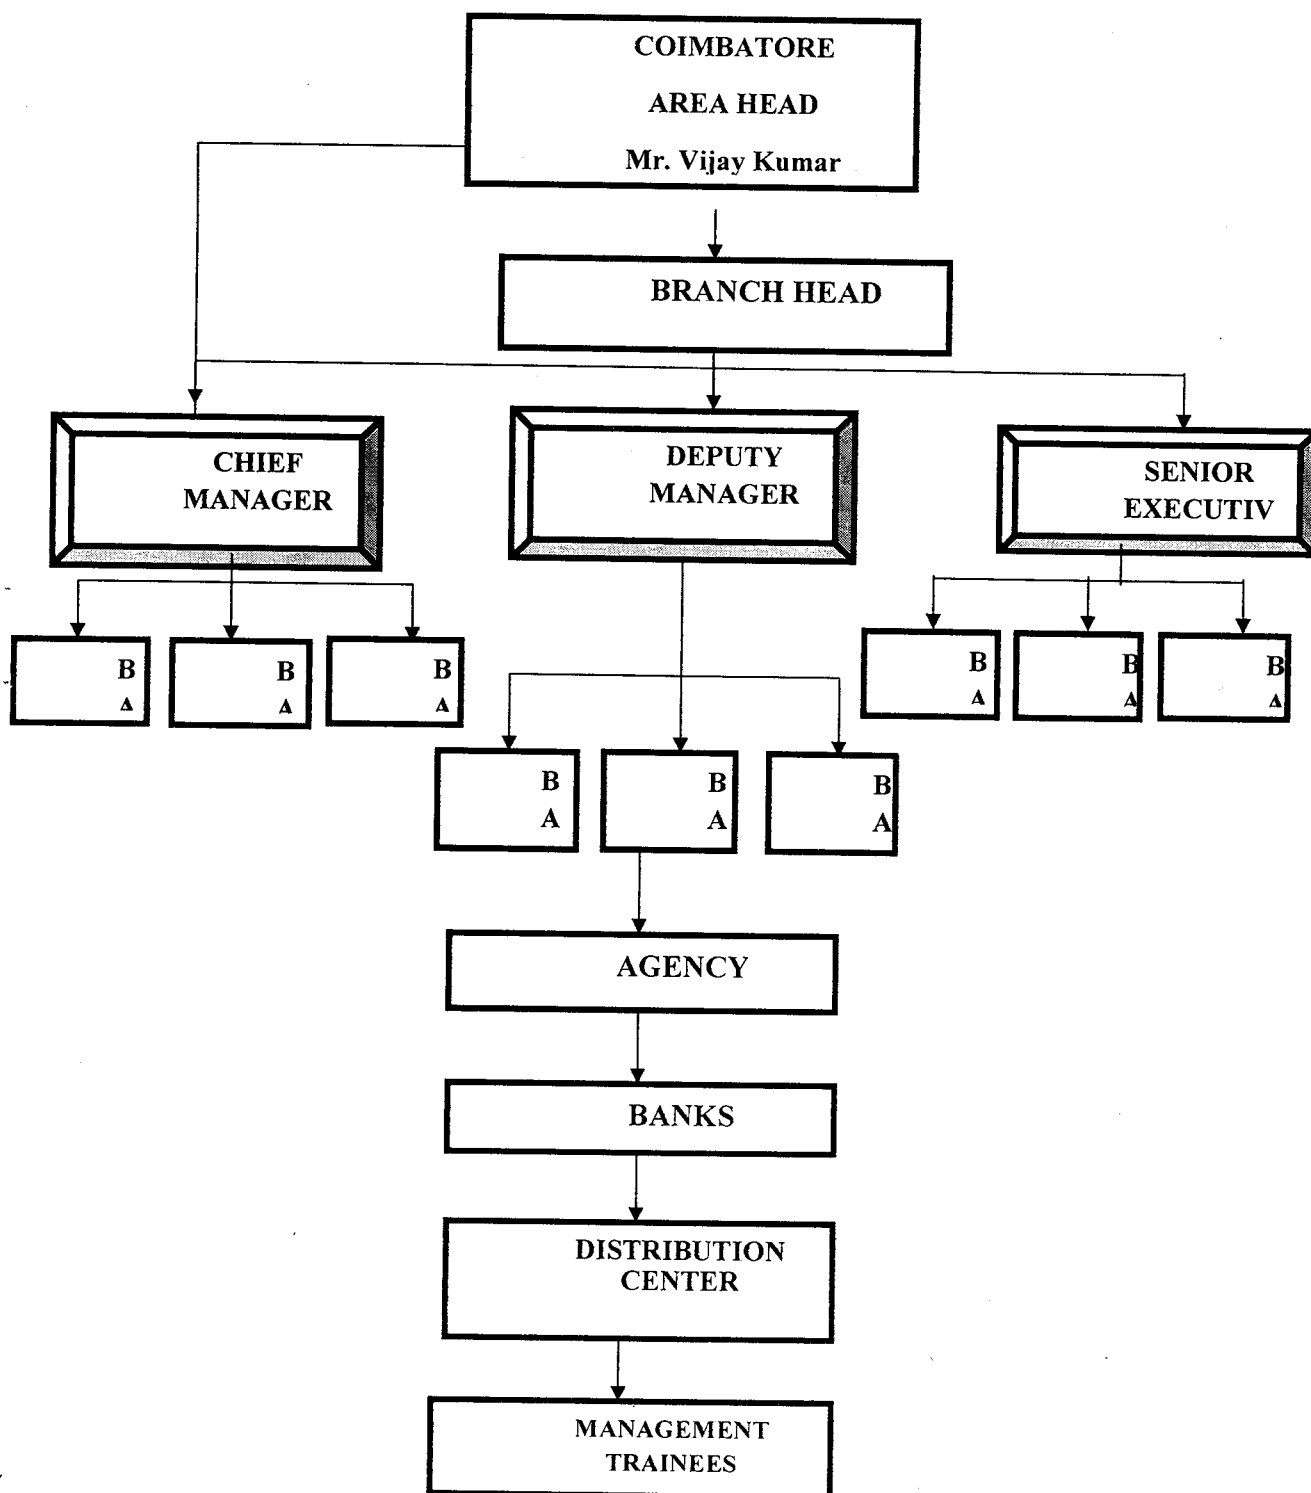 COIMBATORE
AREA HEAD
Mr. Vijay Kumar
BRANCH HEAD
CHIEF
MANAGER
DEPUTY
MANAGER
SENIOR
EXECUTIV
B
A
B
A
B
A
B
A
B
A
B
A
B
A
B
A
B
A
AGENCY
BANKS
DISTRIBUTION
CENTER
MANAGEMENT
TRAINEES